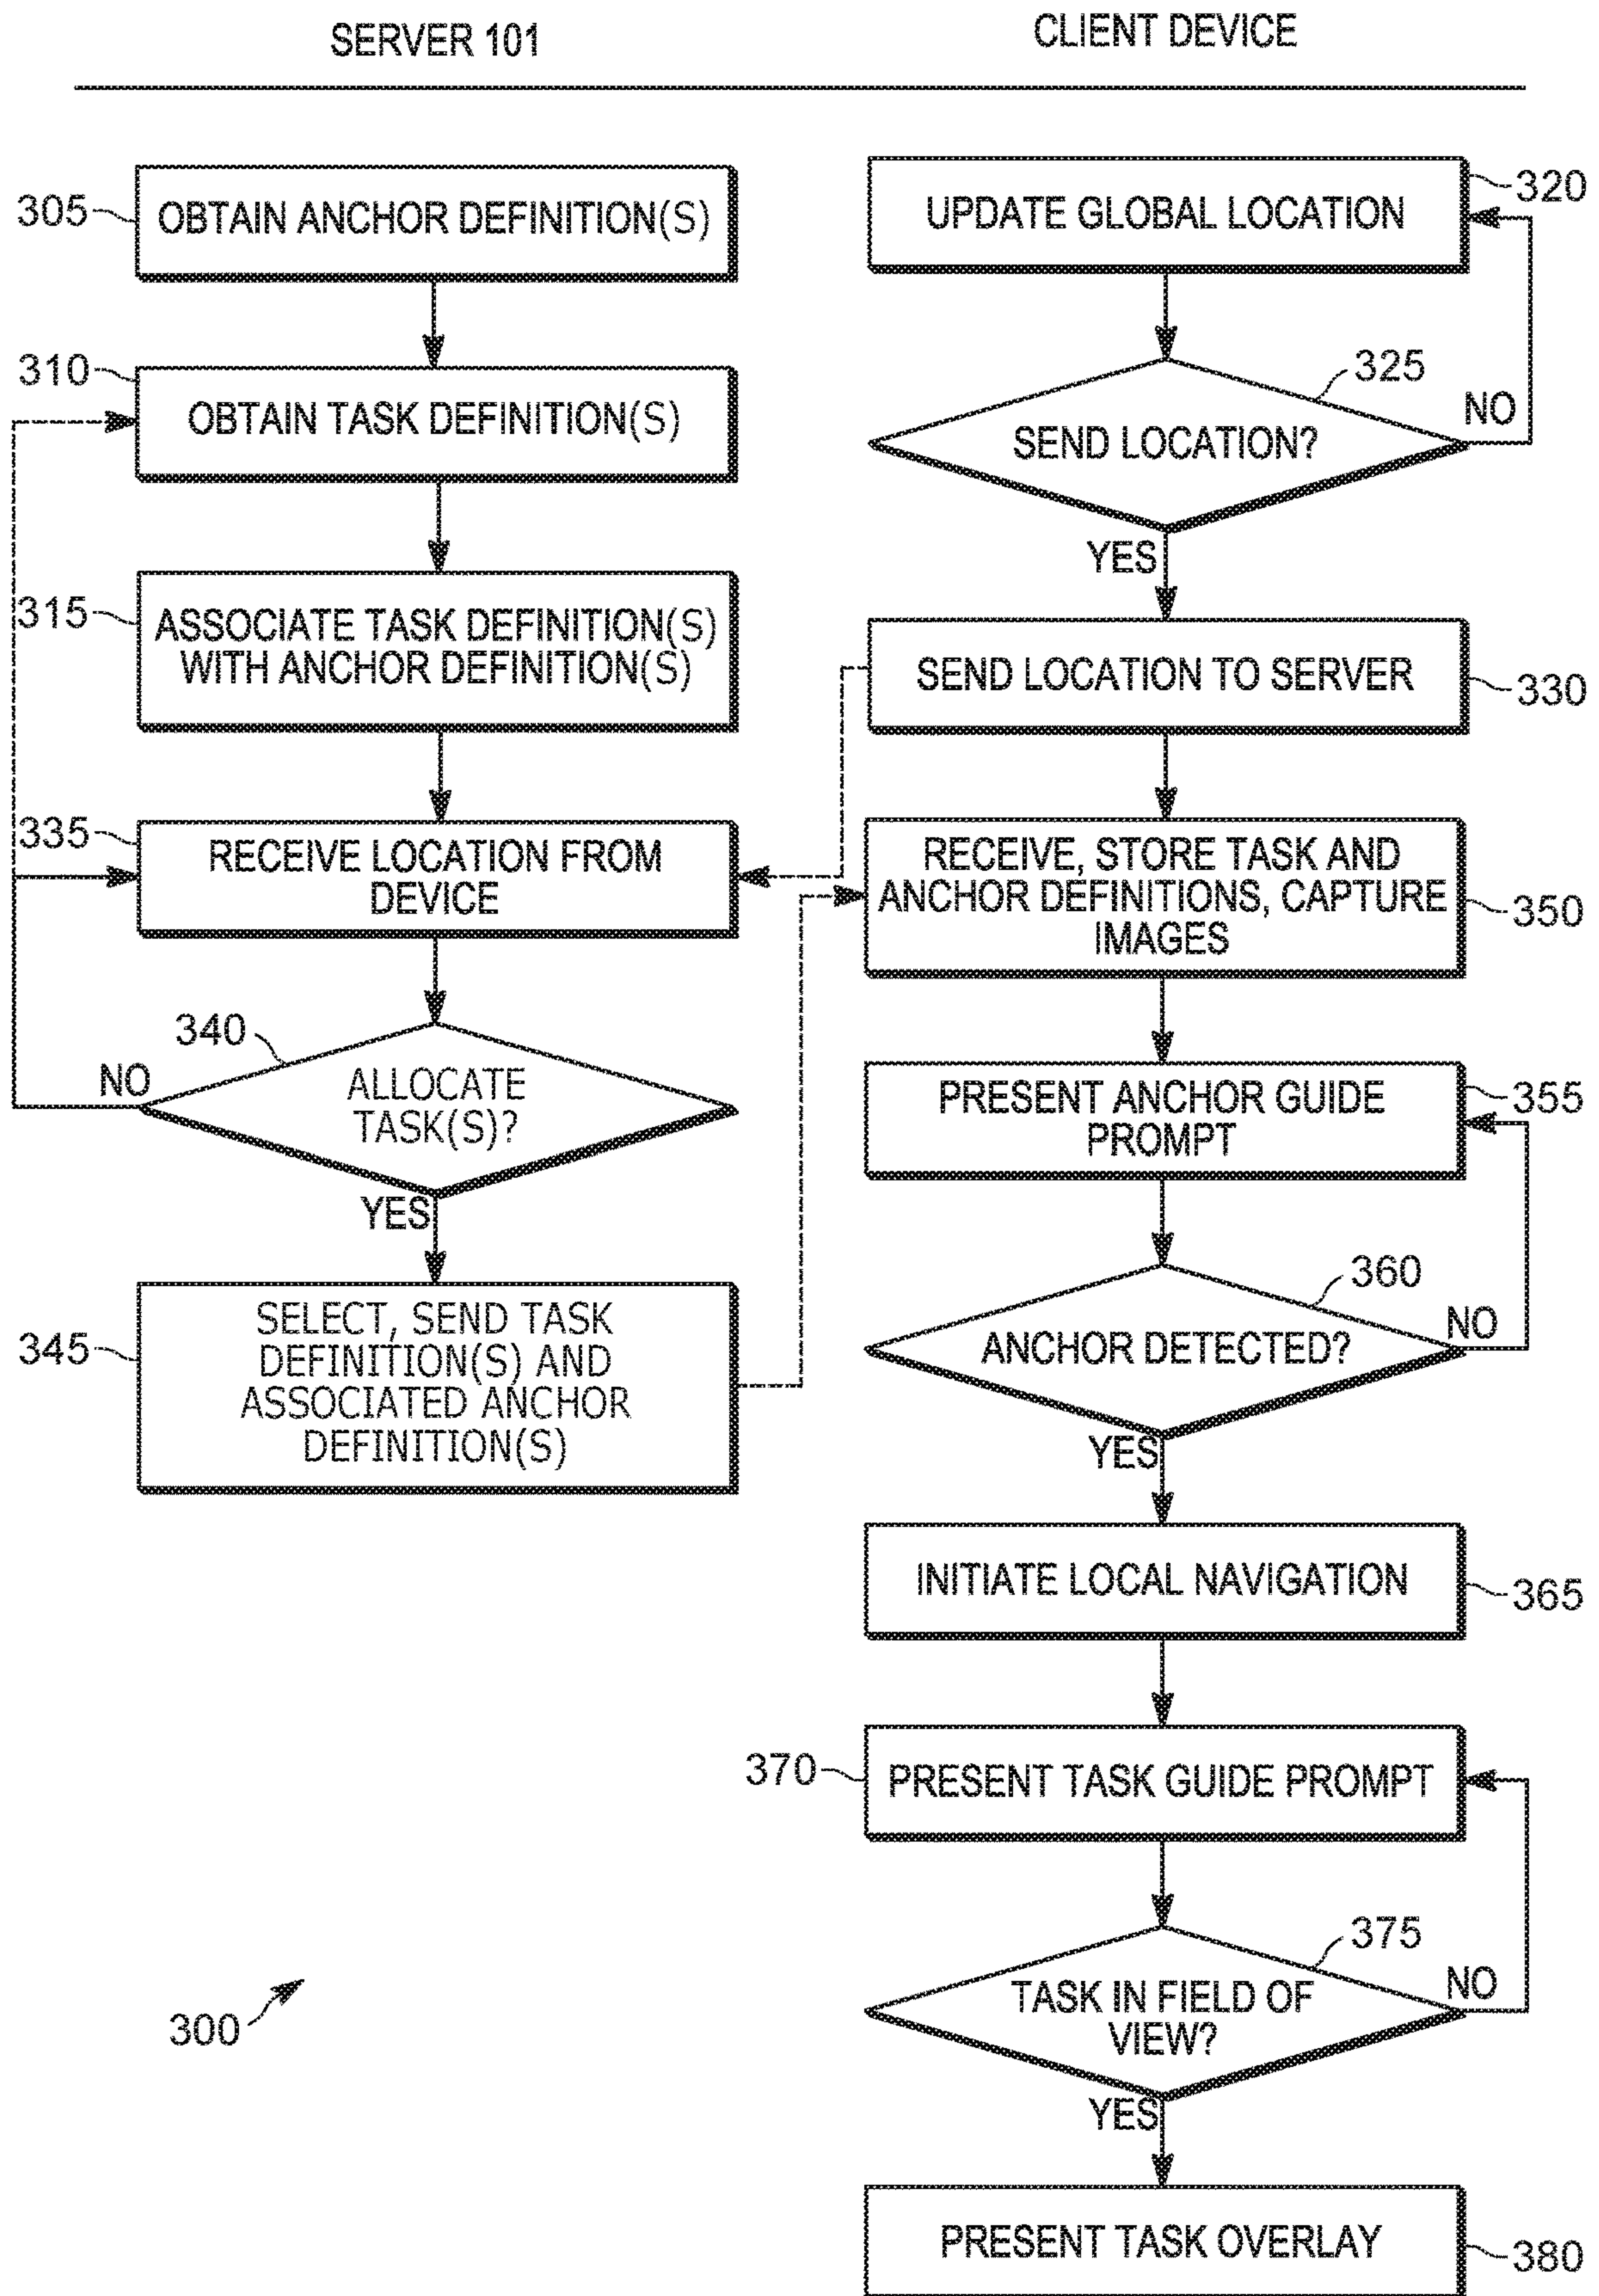 SERVER 101
CLIENT DEVICE
305
OBTAIN ANCHOR DEFINITION(S)
310
OBTAIN TASK DEFINITION(S)
315
ASSOCIATE TASK DEFINITION(S)
WITH ANCHOR DEFINITION(S)
335
RECEIVE LOCATION FROM
DEVICE
340
NO
ALLOCATE
TASK(S)?
YES
345
SELECT, SEND TASK
DEFINITION(S) AND
ASSOCIATED ANCHOR
DEFINITION(S)
300
UPDATE GLOBAL LOCATION
320
325
SEND LOCATION?
NO
YES
SEND LOCATION TO SERVER
330
RECEIVE, STORE TASK AND
ANCHOR DEFINITIONS, CAPTURE
IMAGES
350
PRESENT ANCHOR GUIDE
PROMPT
355
360
ANCHOR DETECTED?
NO
YES
INITIATE LOCAL NAVIGATION
365
370
PRESENT TASK GUIDE PROMPT
375
TASK IN FIELD OF
VIEW?
NO
YES
PRESENT TASK OVERLAY
380